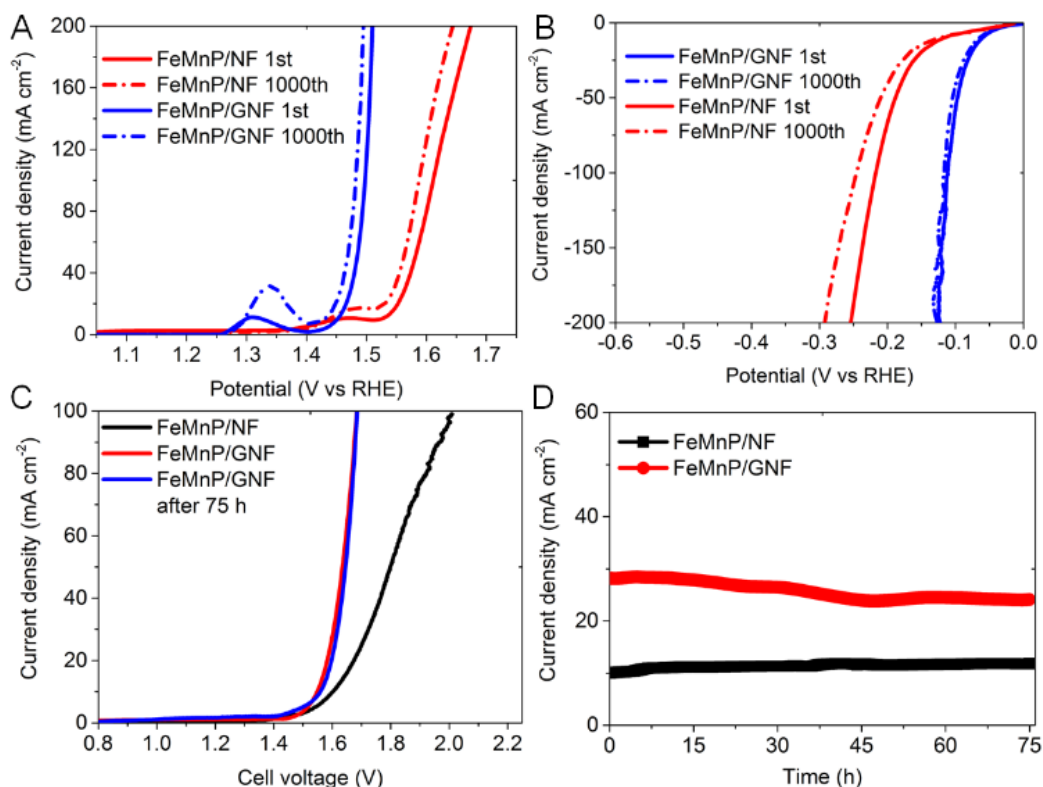 A
200
160
120
80
40
0
Current density (mA cm⁻²)
FeMnP/NF 1st
FeMnP/NF 1000th
FeMnP/GNF 1st
FeMnP/GNF 1000th
1.1 1.2 1.3 1.4 1.5 1.6 1.7
Potential (V vs RHE)
B
0
-50
-100
-150
-200
Current density (mA cm⁻²)
FeMnP/GNF 1st
FeMnP/GNF 1000th
FeMnP/NF 1st
FeMnP/NF 1000th
-0.6 -0.5 -0.4 -0.3 -0.2 -0.1 0.0
Potential (V vs RHE)
C
100
80
60
40
20
0
Current density (mA cm⁻²)
FeMnP/NF
FeMnP/GNF
FeMnP/GNF
after 75 h
0.8 1.0 1.2 1.4 1.6 1.8 2.0 2.2
Cell voltage (V)
D
60
40
20
0
Current density (mA cm⁻²)
FeMnP/NF
FeMnP/GNF
0 15 30 45 60 75
Time (h)